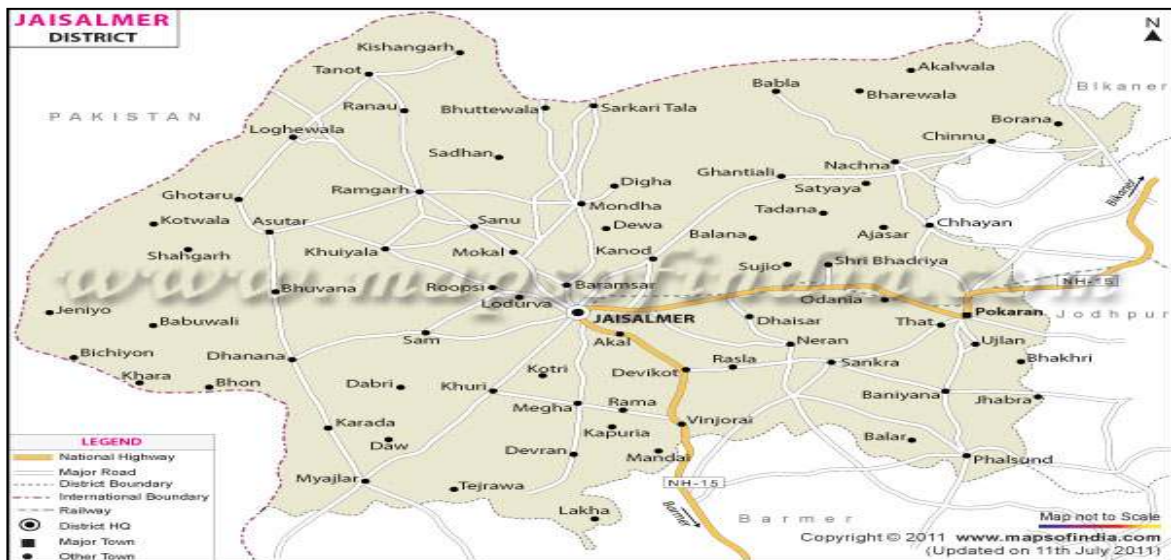 JAISALMER
DISTRICT
N
Kishangarh
Tanot
Akalwala
Babla
Bharewala
Bikaner
PAKISTAN
Ranau
Bhuttewala
Sarkari Tala
Borana
Loghewala
Chinnu
Sadhan
Nachna
Ghantiali
Ghotaru
Ramgarh
Digha
Satyaya
Bikaner
Mondha
Tadana
Kotwala
Asutar
Sanu
Dewa
Chhayan
Ajasar
Shahgarh
Khuiyala
Mokal
Kanod
Balana
Sujio
Shri Bhadriya
www.mapsofindia.com
Bhuvana
Roopsi
Baramsar
NH-15
Lodurva
Odania
Jeniyo
Babuwali
JAISALMER
Dhaisar
Pokaran
Jodhpur
That
Sam
Akal
Neran
Ujlan
Bichiyon
Dhanana
Rasla
Sankra
Bhakhri
Khara
Bhon
Dabri
Khuri
Kotri
Devikot
Baniyana
Jhabra
Megha
Rama
Karada
Kapuria
Vinjorai
Daw
Balar
Devran
Mandai
Phalsund
Myajlar
Tejrawa
NH-15
Lakha
Barmer
Barmer
LEGEND
National Highway
Major Road
District Boundary
International Boundary
Railway
District HQ
Major Town
Other Town
Map not to Scale
Copyright © 2011 www.mapsofindia.com
(Updated on 11th July 2011)